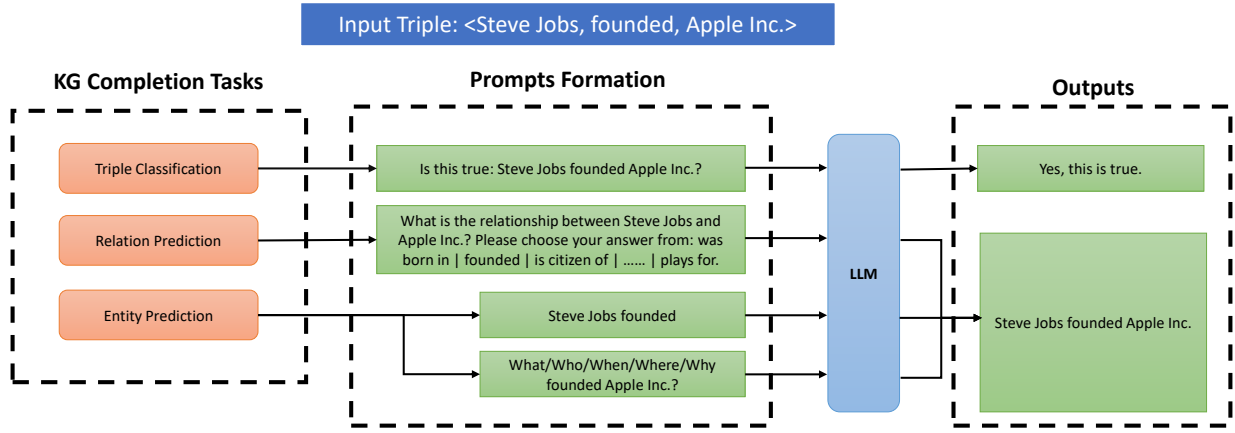 Input Triple: <Steve Jobs, founded, Apple Inc.>
KG Completion Tasks
Prompts Formation
Outputs
Triple Classification
Is this true: Steve Jobs founded Apple Inc.?
Yes, this is true.
Relation Prediction
What is the relationship between Steve Jobs and
Apple Inc.? Please choose your answer from: was
born in | founded | is citizen of | ...... | plays for.
LLM
Entity Prediction
Steve Jobs founded
Steve Jobs founded Apple Inc.
What/Who/When/Where/Why
founded Apple Inc.?